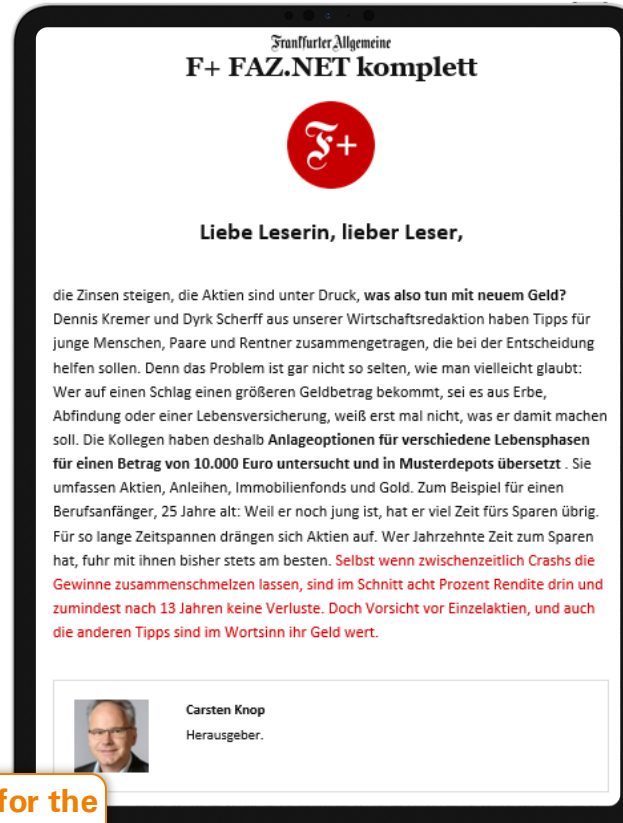 Frankfurter Allgemeine
F+ FAZ.NET komplett
F+
Liebe Leserin, lieber Leser,
die Zinsen steigen, die Aktien sind unter Druck, was also tun mit neuem Geld?
Dennis Kremer und Dyrk Scherff aus unserer Wirtschaftsredaktion haben Tipps für
junge Menschen, Paare und Rentner zusammengetragen, die bei der Entscheidung
helfen sollen. Denn das Problem ist gar nicht so selten, wie man vielleicht glaubt:
Wer auf einen Schlag einen größeren Geldbetrag bekommt, sei es aus Erbe,
Abfindung oder einer Lebensversicherung, weiß erst mal nicht, was er damit machen
soll. Die Kollegen haben deshalb Anlageoptionen für verschiedene Lebensphasen
für einen Betrag von 10.000 Euro untersucht und in Musterdepots übersetzt . Sie
umfassen Aktien, Anleihen, Immobilienfonds und Gold. Zum Beispiel für einen
Berufsanfänger, 25 Jahre alt: Weil er noch jung ist, hat er viel Zeit fürs Sparen übrig.
Für so lange Zeitspannen drängen sich Aktien auf. Wer Jahrzehnte Zeit zum Sparen
hat, fuhr mit ihnen bisher stets am besten. Selbst wenn zwischenzeitlich Crashs die
Gewinne zusammenschmelzen lassen, sind im Schnitt acht Prozent Rendite drin und
zumindest nach 13 Jahren keine Verluste. Doch Vorsicht vor Einzelaktien, und auch
die anderen Tipps sind im Wortsinn ihr Geld wert.
Carsten Knop
Herausgeber.
for the